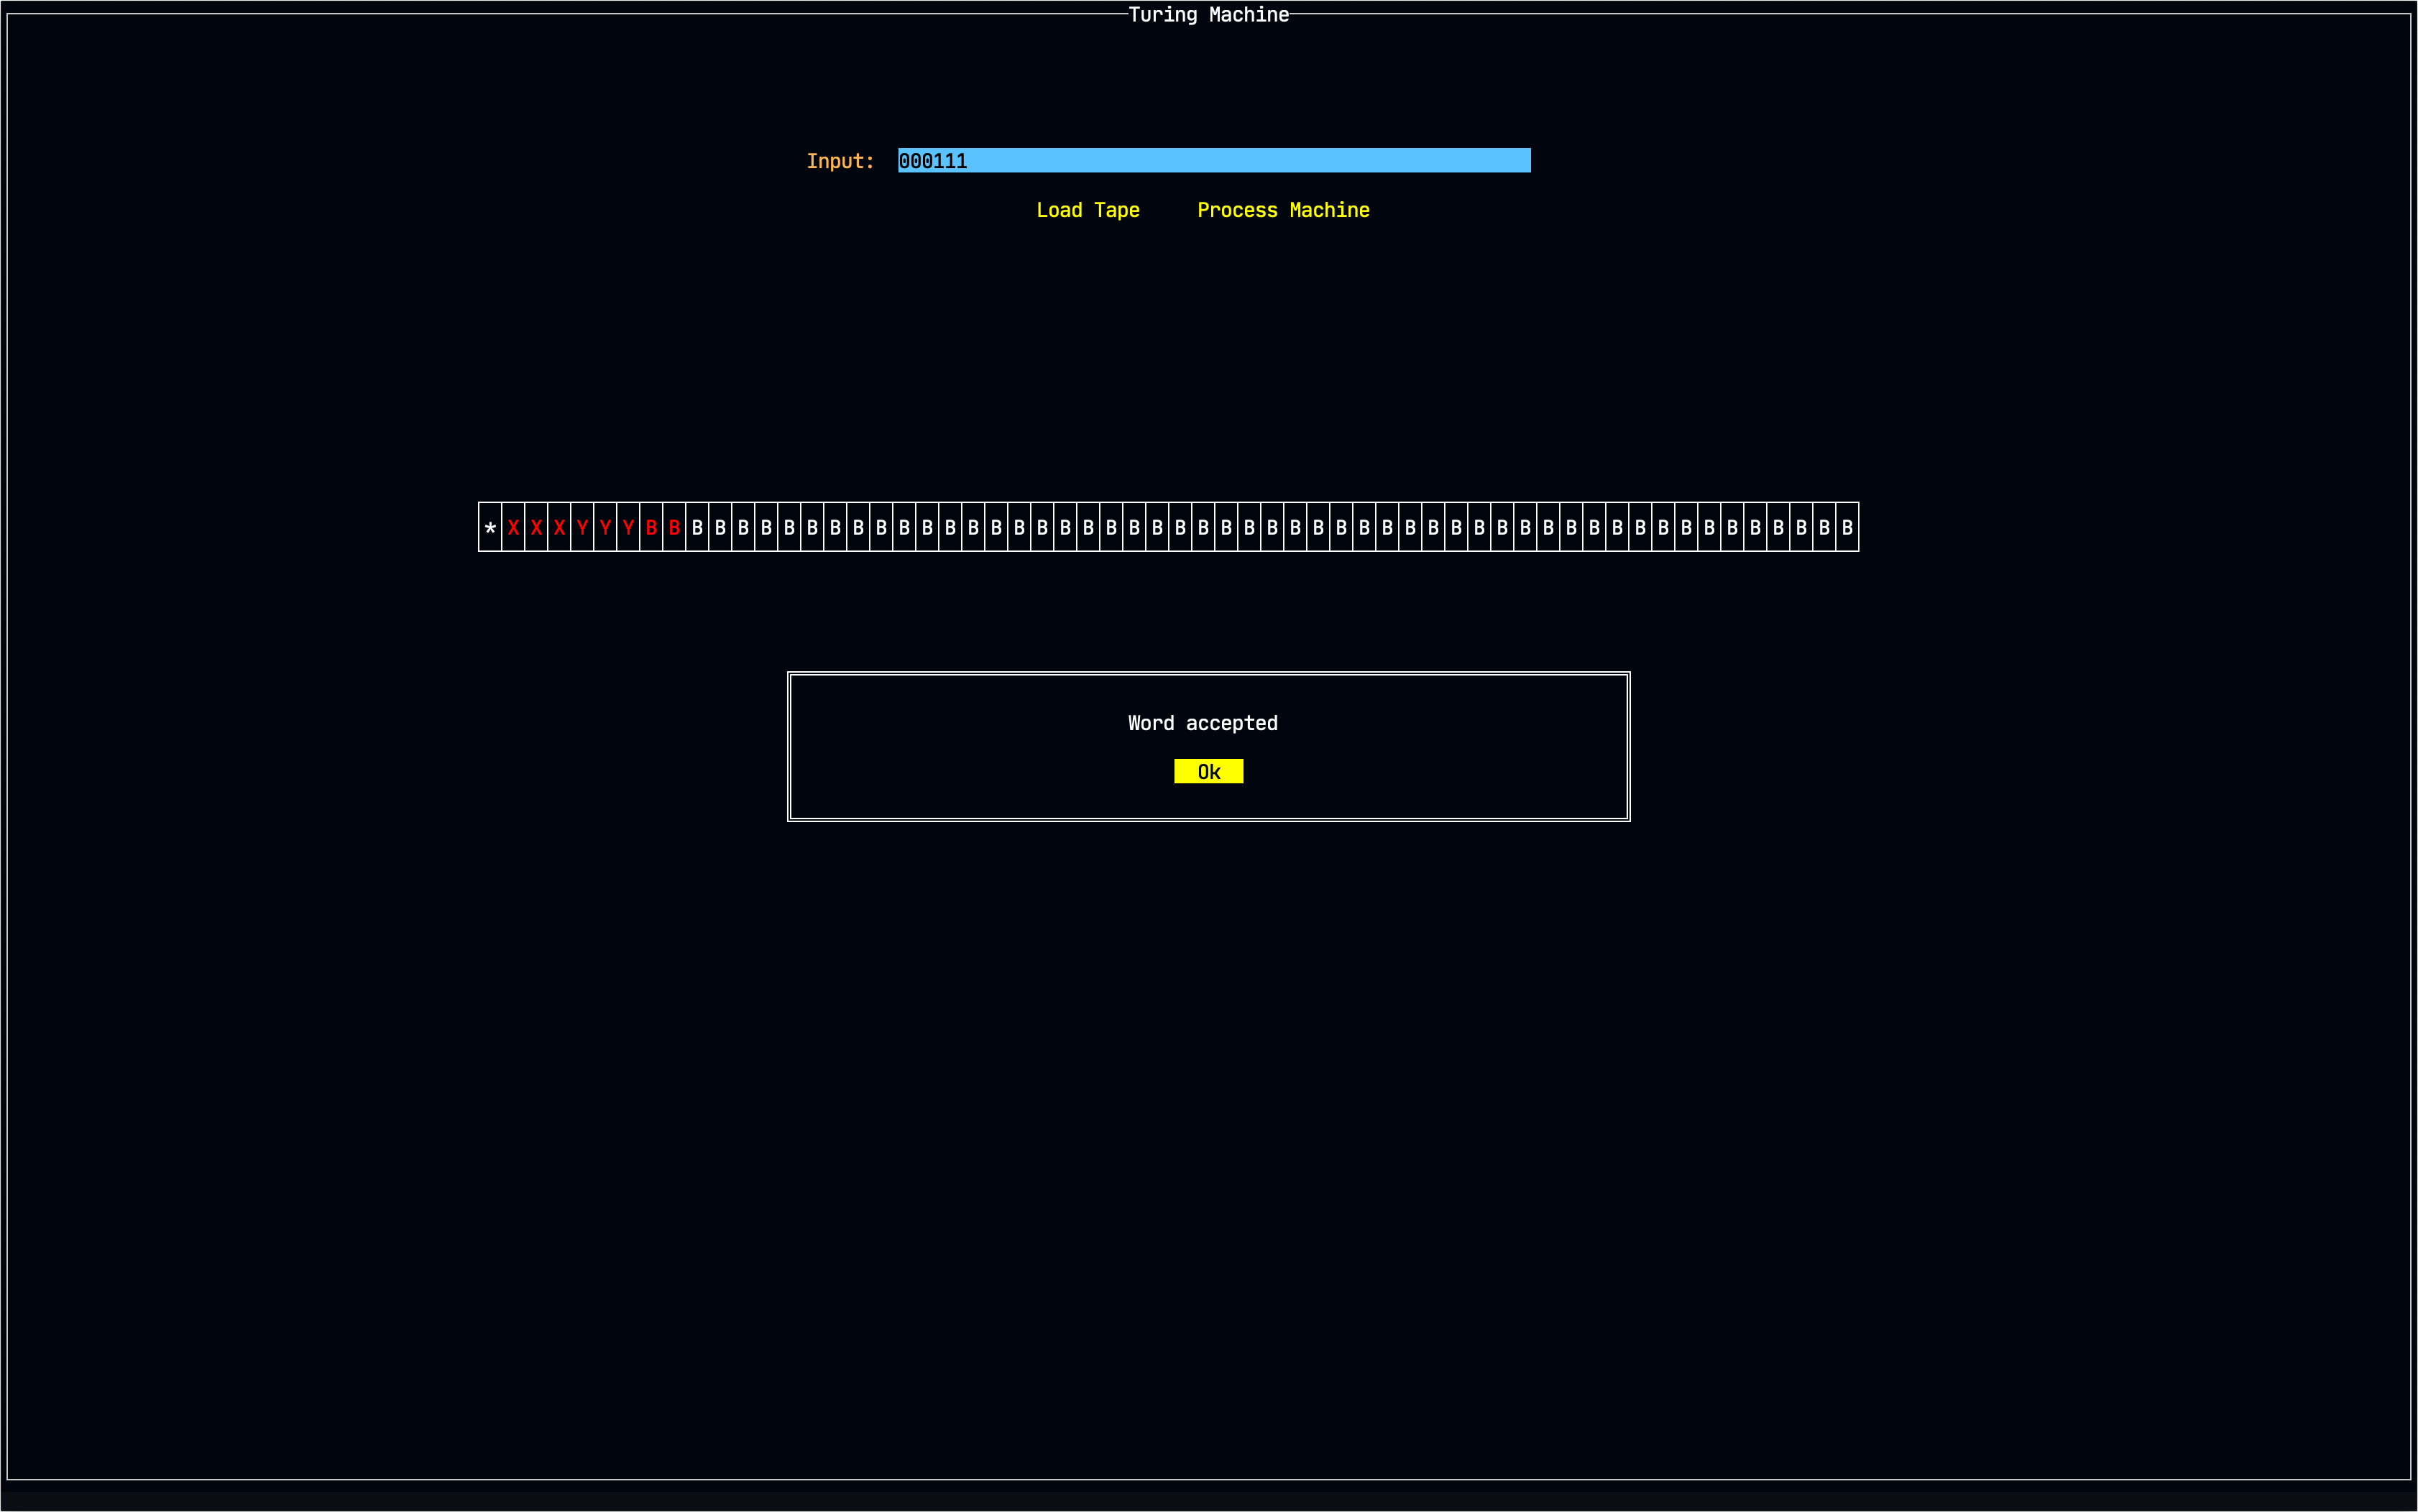 Turing Machine
Input: 000111
Load Tape Process Machine
* X X X Y Y Y B B B B B B B B B B B B B B B B B B B B B B B B B B B B B B B B B B B B B B B B B B B B B B B B B B B B B
Word accepted
Ok